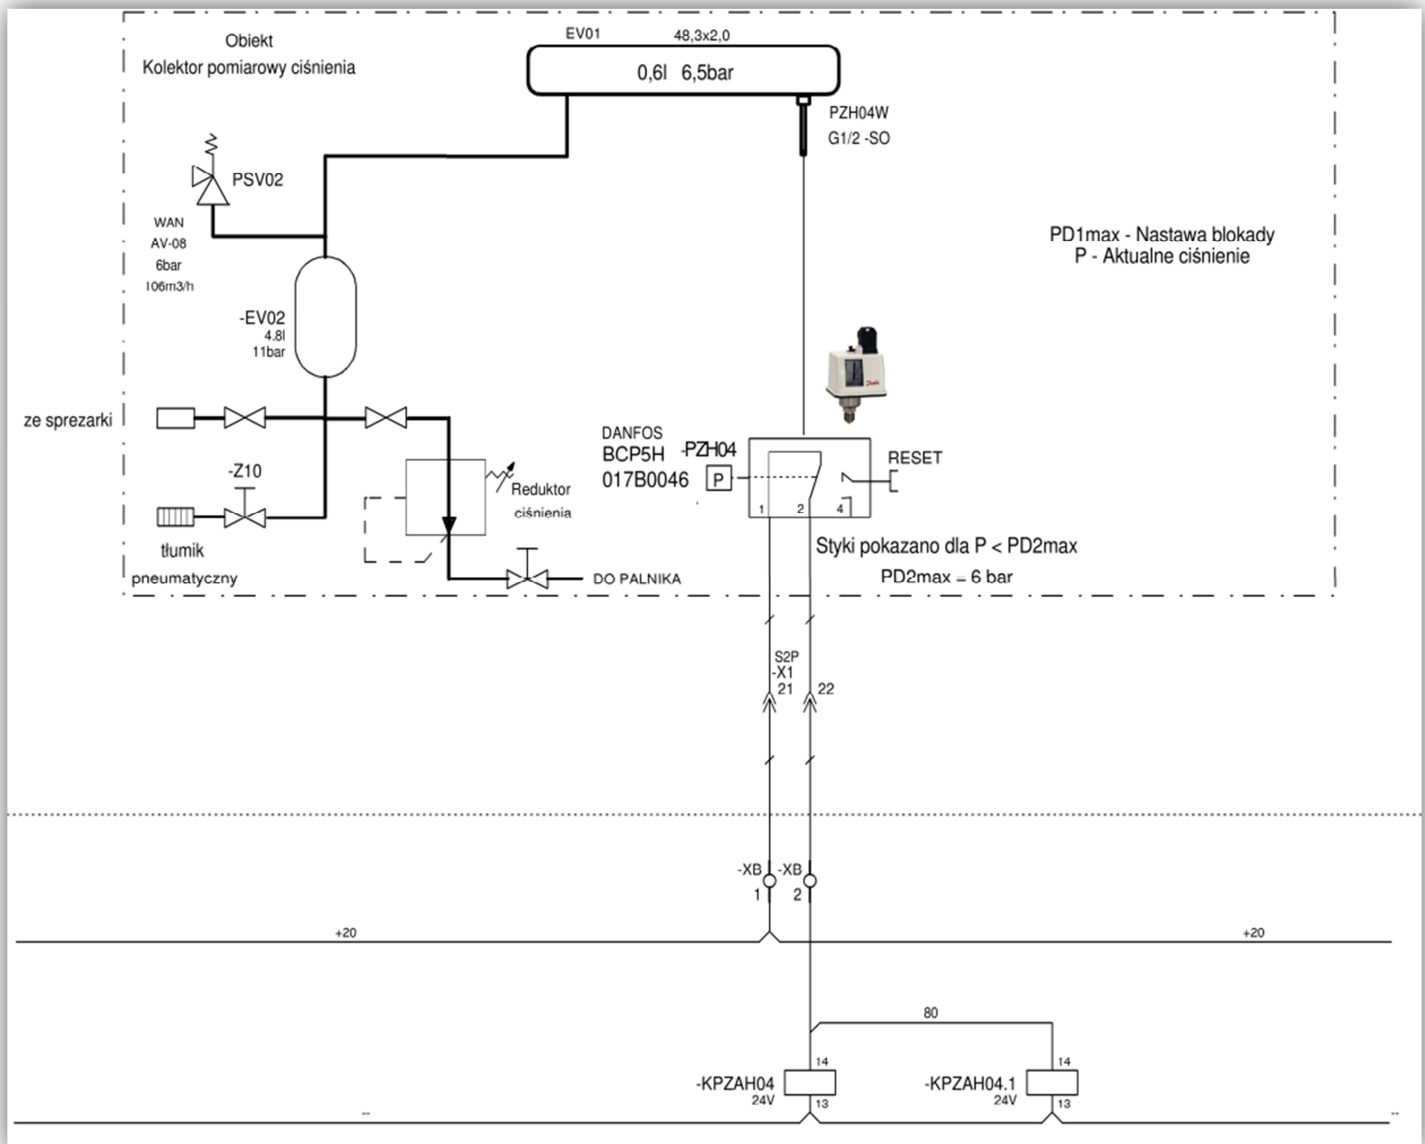 Obiekt
Kolektor pomiarowy ciśnienia
EV01 48,3x2,0
0,6l 6,5bar
PZH04W
G1/2 -SO
PSV02
WAN
AV-08
6bar
106m3/h
PD1max - Nastawa blokady
P - Aktualne ciśnienie
-EV02
4.8l
11bar
ze sprezarki
-Z10
tłumik
pneumatyczny
Reduktor
ciśnienia
DO PALNIKA
Danfoss
DANFOS
BCP5H -PZH04
017B0046
P
RESET
1 2 4
Styki pokazano dla P < PD2max
PD2max = 6 bar
S2P
-X1
21 22
-XB -XB
1 2
+20 +20
80
14 14
-KPZAH04 -KPZAH04.1
24V 24V
13 13
-- --